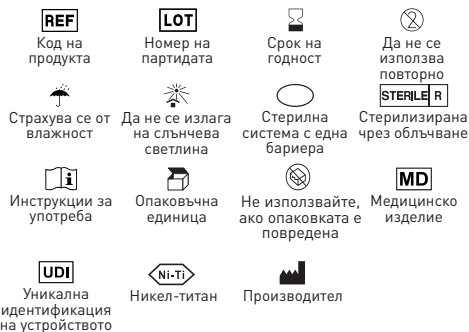 REF
LOT
2
Код на
продукта
Номер на
партидата
Срок на
годност
Да не се
използва
повторно
STERILE R
Страхува се от
влажност
Да не се излага
на слънчева
светлина
Стерилна
система с една
бариера
Стерилизирана
чрез облъчване
i
MD
Инструкции за
употреба
Опаковъчна
единица
Не използвайте,
ако опаковката е
повредена
Медицинско
изделие
UDI
Ni-Ti
Уникална
идентификация
на устройството
Никел-титан
Производител